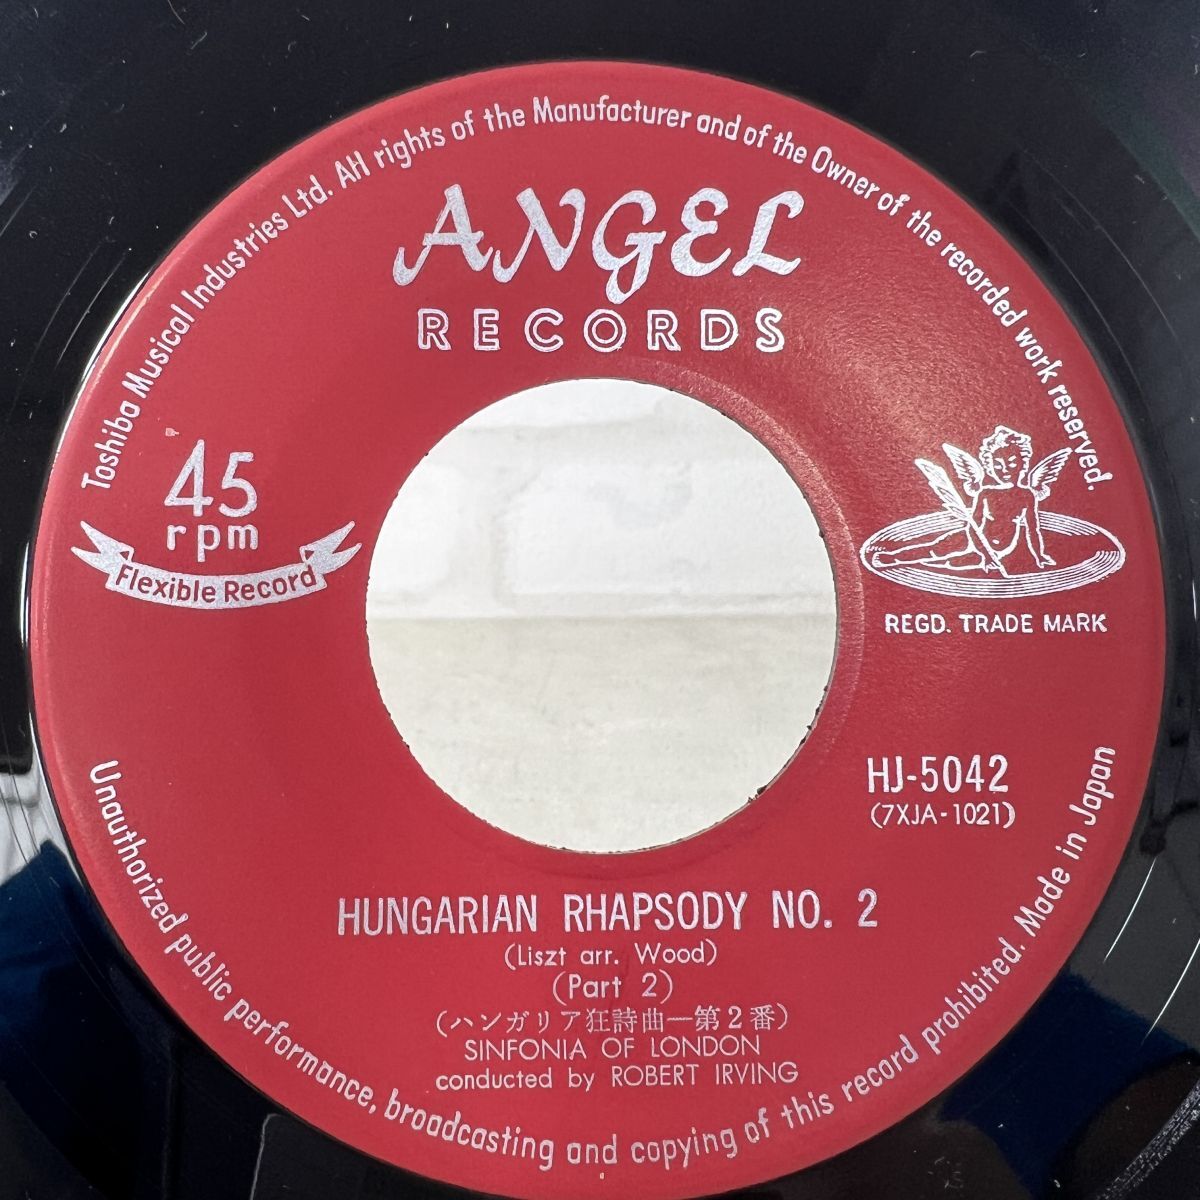 Toshiba Musical Industries Ltd. All rights of the Manufacturer and of the Owner of the recorded work reserved.
ANGEL
RECORDS
45
rpm
Flexible Record
REGD. TRADE MARK
HJ-5042
(7XJA-1021)
HUNGARIAN RHAPSODY NO. 2
(Liszt arr. Wood)
(Part 2)
(ハンガリア狂詩曲—第2番)
SINFONIA OF LONDON
conducted by ROBERT IRVING
Unauthorized public performance, broadcasting and copying of this record prohibited. Made in Japan